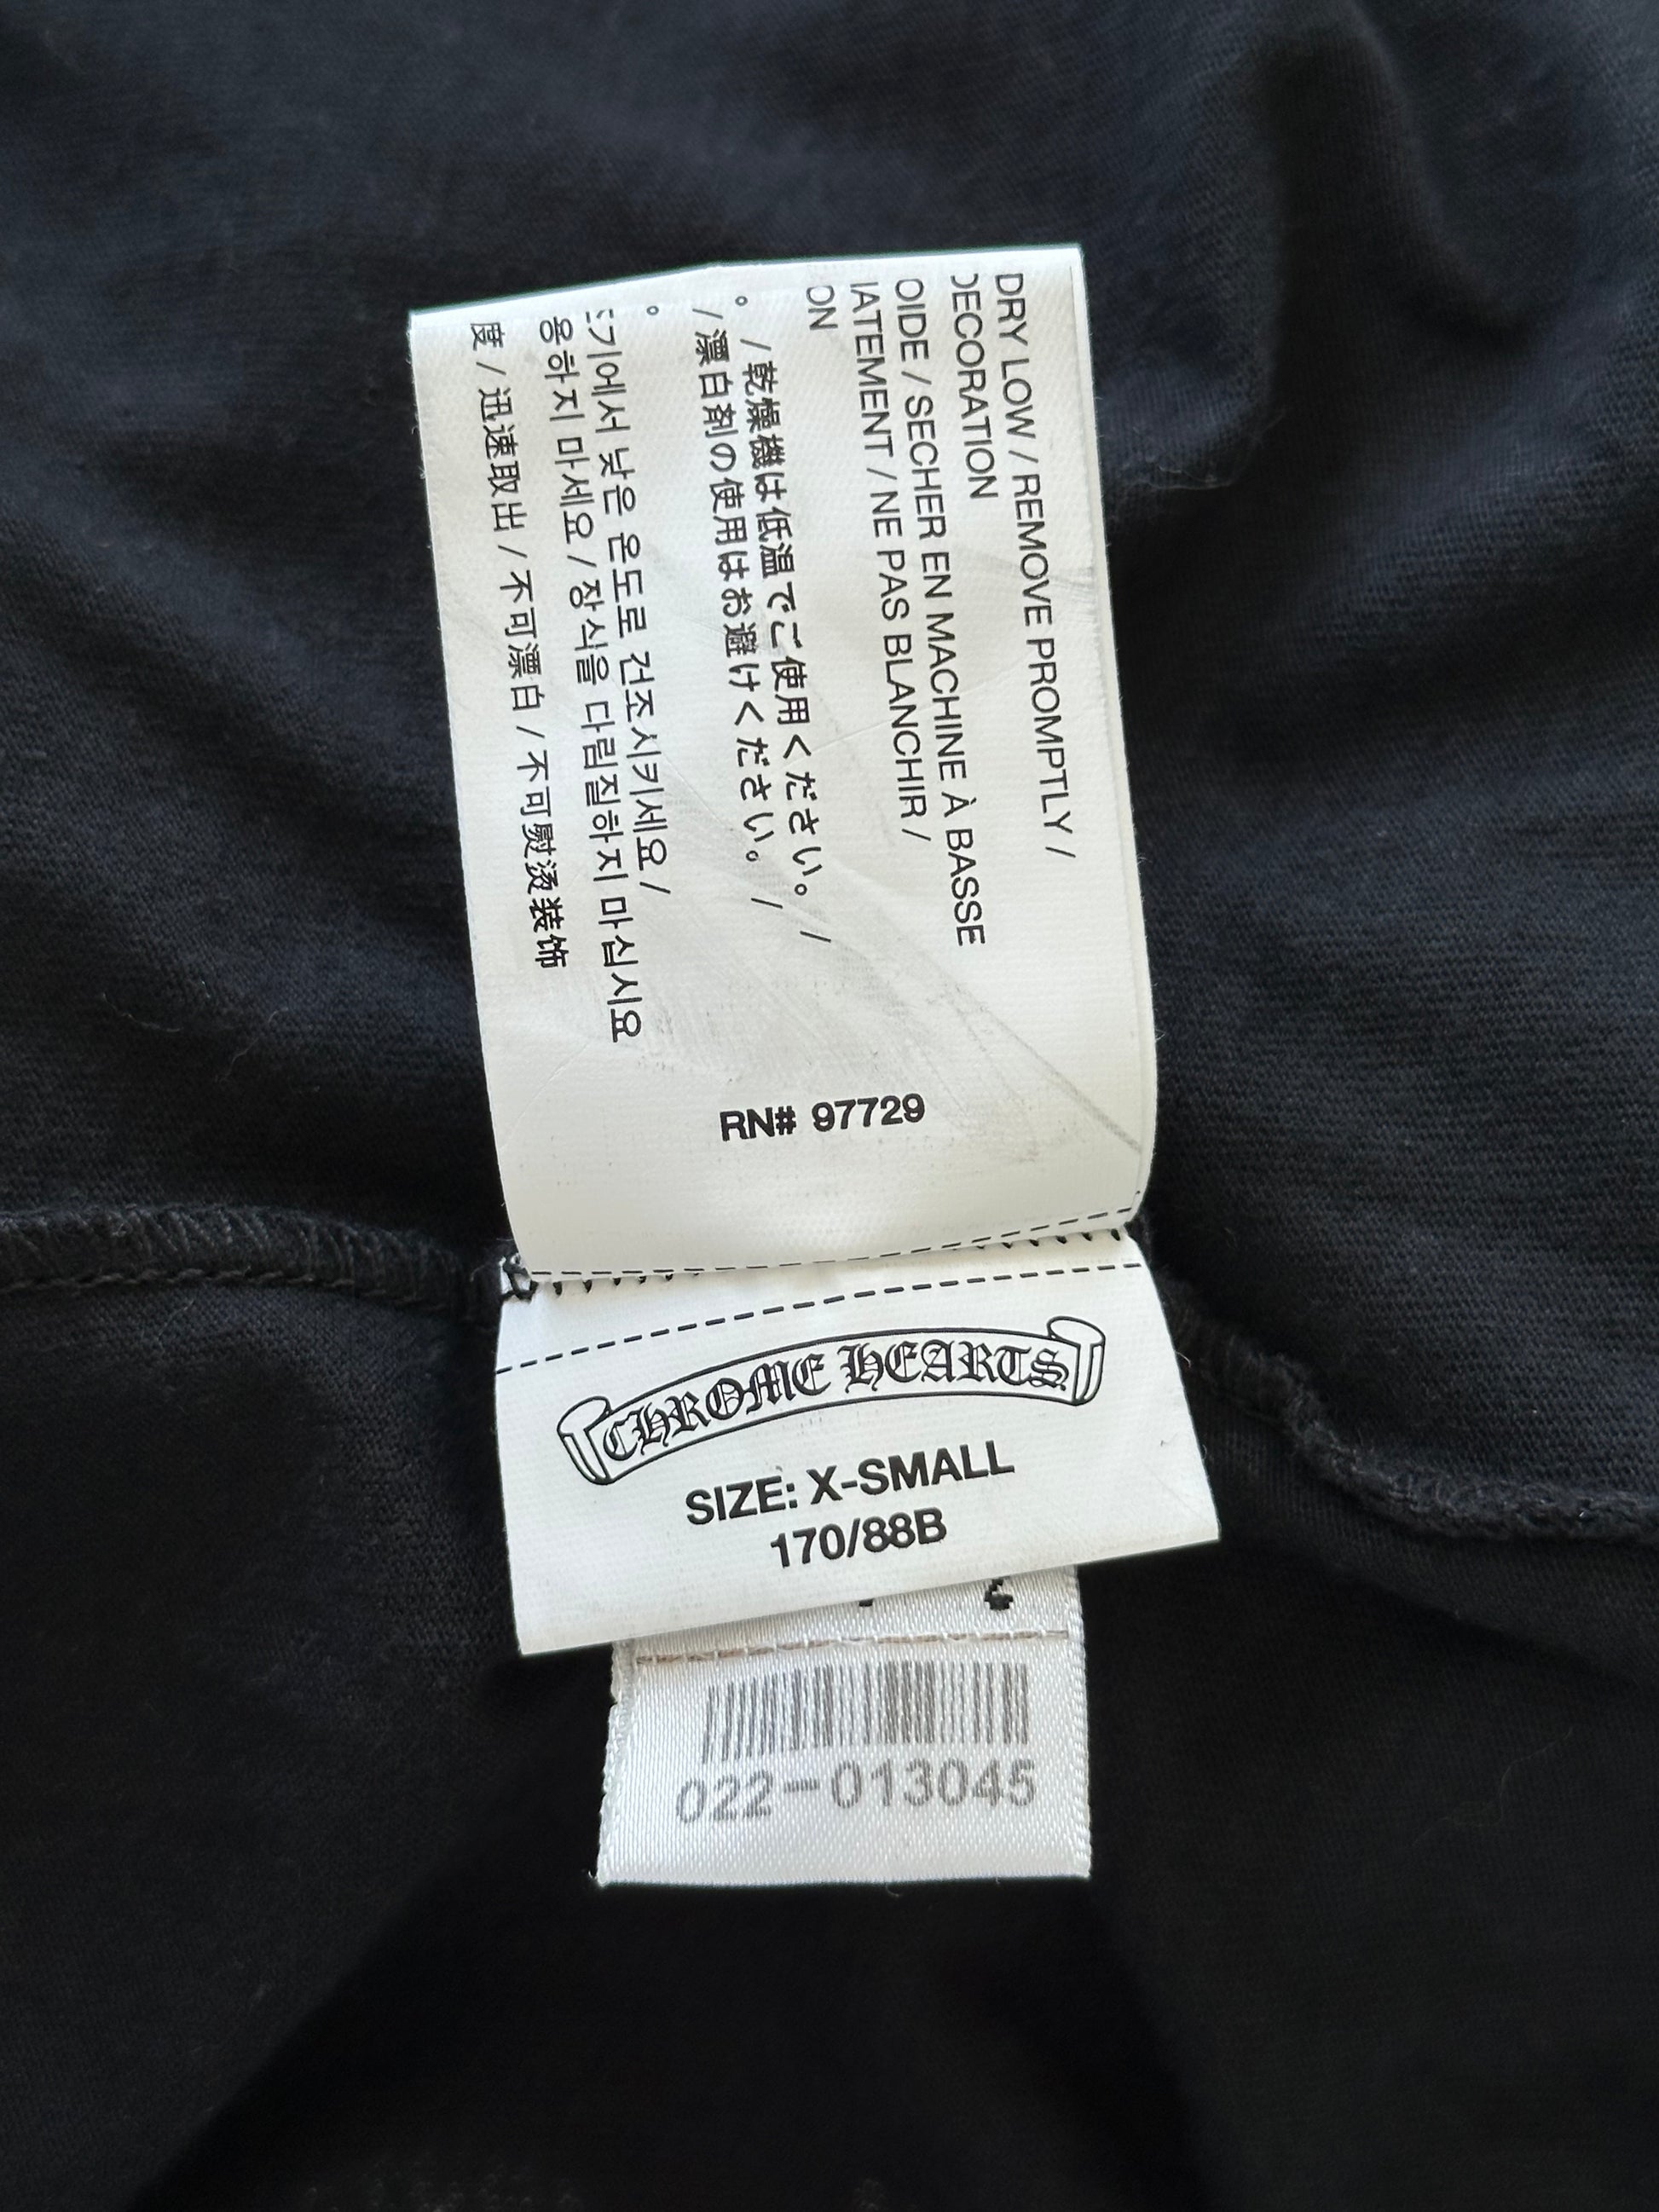 DRY LOW / REMOVE PROMPTLY /
DECORATION
OIDE / SECHER EN MACHINE À BASSE
IATEMENT / NE PAS BLANCHIR /
ON
。 / 乾燥機は低温でご使用ください。 /
/ 漂白剤の使用はお避けください。 /
。
기에서 낮은 온도로 건조시키세요 /
용하지 마세요 / 장식을 다림질하지 마십시요
度 / 迅速取出 / 不可漂白 / 不可熨烫装饰
RN# 97729
CHROME HEARTS
SIZE: X-SMALL
170/88B
022-013045